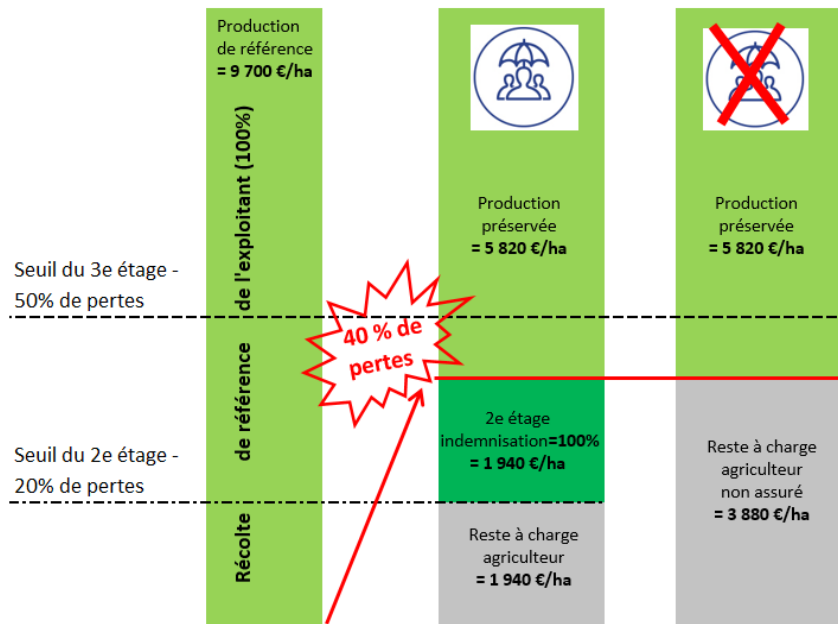 Production
de référence
= 9 700 €/ha
Récolte de référence de l'exploitant (100%)
Seuil du 3e étage -
50% de pertes
Seuil du 2e étage -
20% de pertes
40 % de
pertes
Production
préservée
= 5 820 €/ha
2e étage
indemnisation=100%
= 1 940 €/ha
Reste à charge
agriculteur
= 1 940 €/ha
Production
préservée
= 5 820 €/ha
Reste à charge
agriculteur
non assuré
= 3 880 €/ha